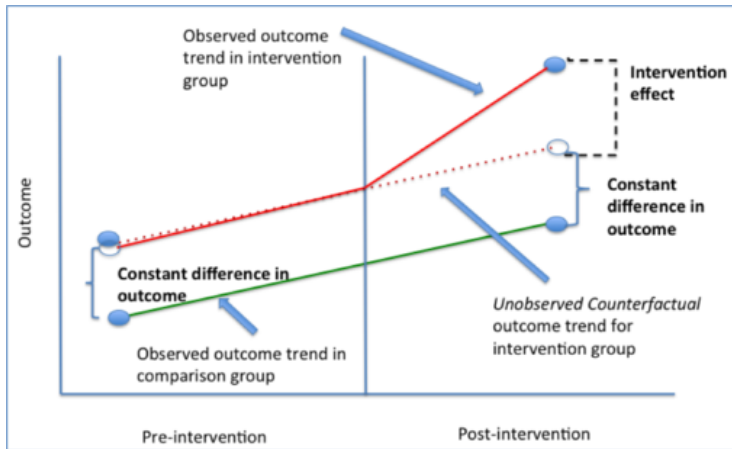 Observed outcome
trend in intervention
group
Intervention
effect
Constant
difference in
outcome
Outcome
Constant difference in
outcome
Unobserved Counterfactual
outcome trend for
intervention group
Observed outcome trend in
comparison group
Pre-intervention
Post-intervention